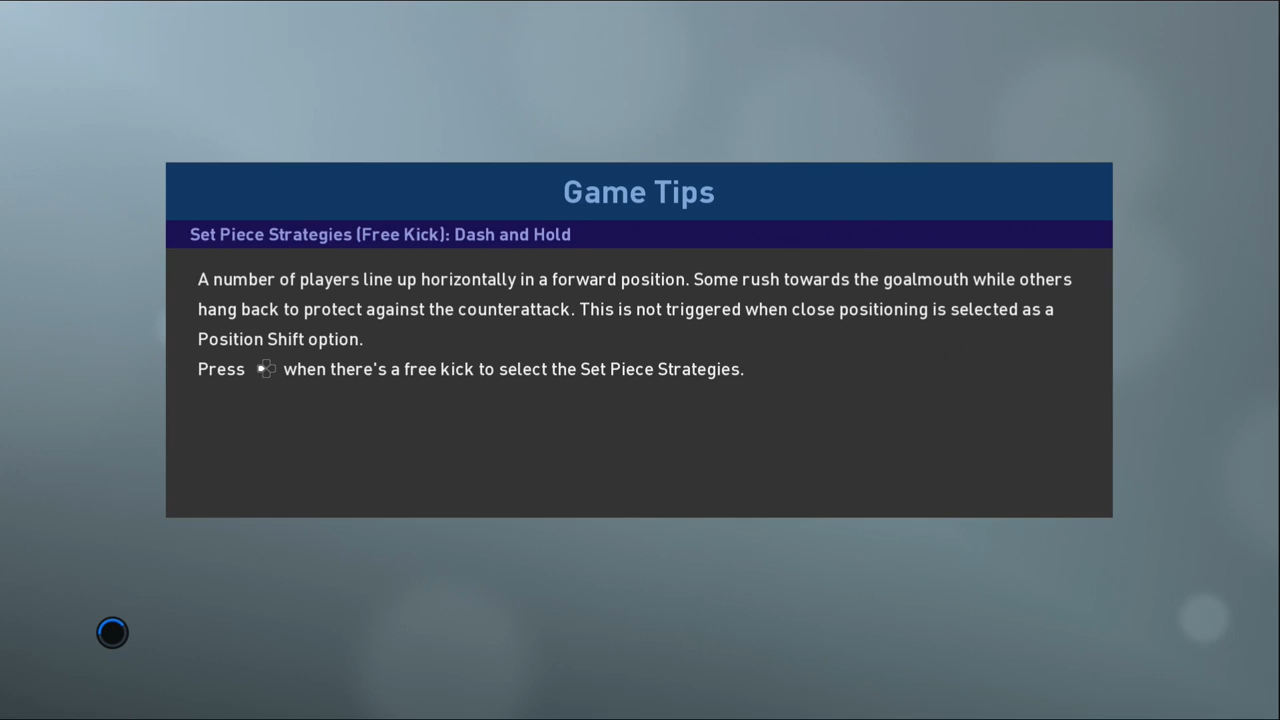 Game Tips
Set Piece Strategies (Free Kick): Dash and Hold
A number of players line up horizontally in a forward position. Some rush towards the goalmouth while others
hang back to protect against the counterattack. This is not triggered when close positioning is selected as a
Position Shift option.
Press when there's a free kick to select the Set Piece Strategies.